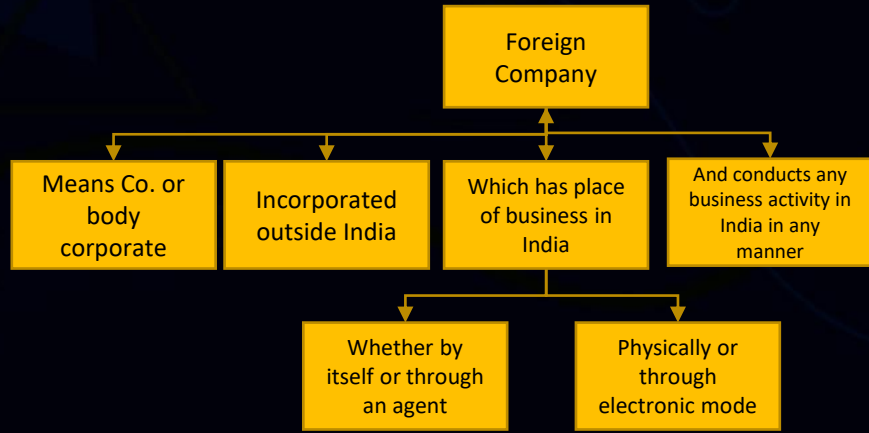 Foreign
Company
Means Co. or
body
corporate
Incorporated
outside India
Which has place
of business in
India
And conducts any
business activity in
India in any
manner
Whether by
itself or through
an agent
Physically or
through
electronic mode